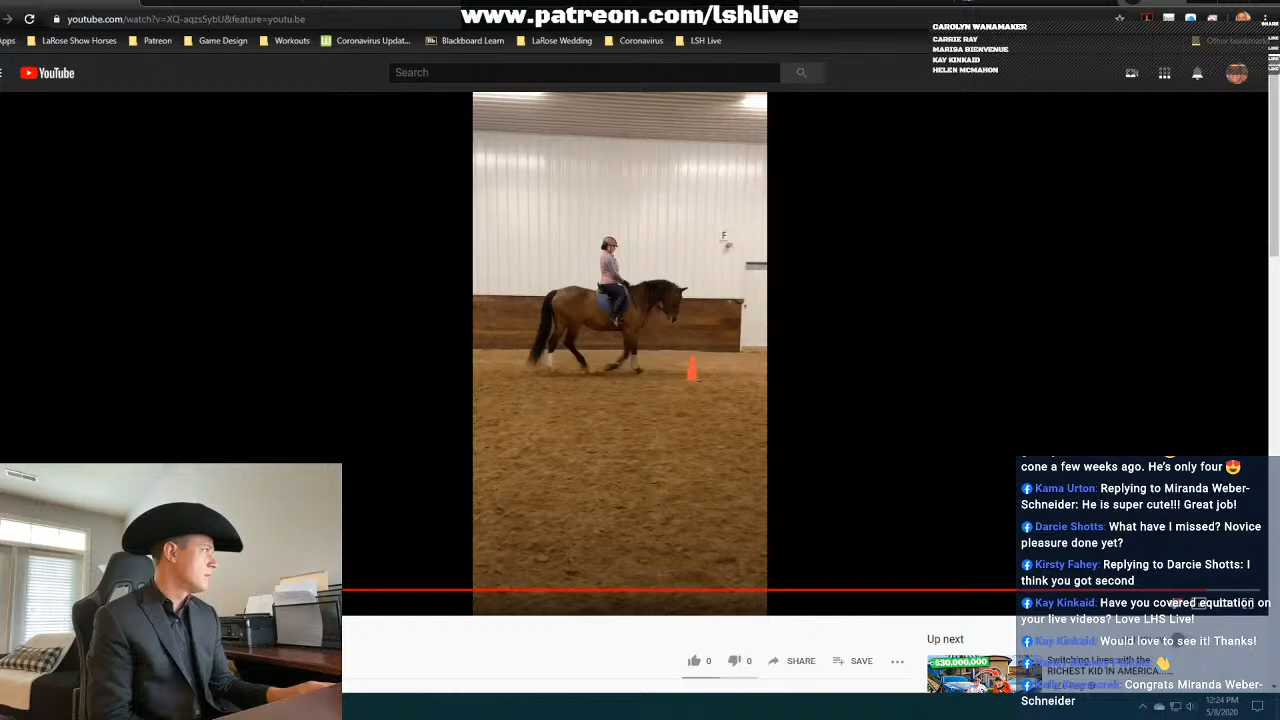 www.patreon.com/lshlive
youtube.com/watch?v=XQ-aqzs5ybU&feature=youtu.be
CAROLYN WANAMAKER
CARRIE RAY
MARISA BIENVENUE
KAY KINKAID
HELEN MCMAHON
Apps LaRose Show Horses Patreon Game Design Workouts Coronavirus Updat... Blackboard Learn LaRose Wedding Coronavirus LSH Live Other bookmarks
YouTube Search
F
cone a few weeks ago. He's only four
Kama Urton: Replying to Miranda Weber-
Schneider: He is super cute!!! Great job!
Darcie Shotts: What have I missed? Novice
pleasure done yet?
Kirsty Fahey: Replying to Darcie Shotts: I
think you got second
Kay Kinkaid: Have you covered equitation on
your live videos? Love LHS Live!
Kay Kinkaid: Would love to see it! Thanks!
Congrats Miranda Weber-
Schneider
Up next
0 0 SHARE SAVE
$30,000,000
Switching Lives with the
RICHEST KID IN AMERICA...
12:24 PM
5/8/2020